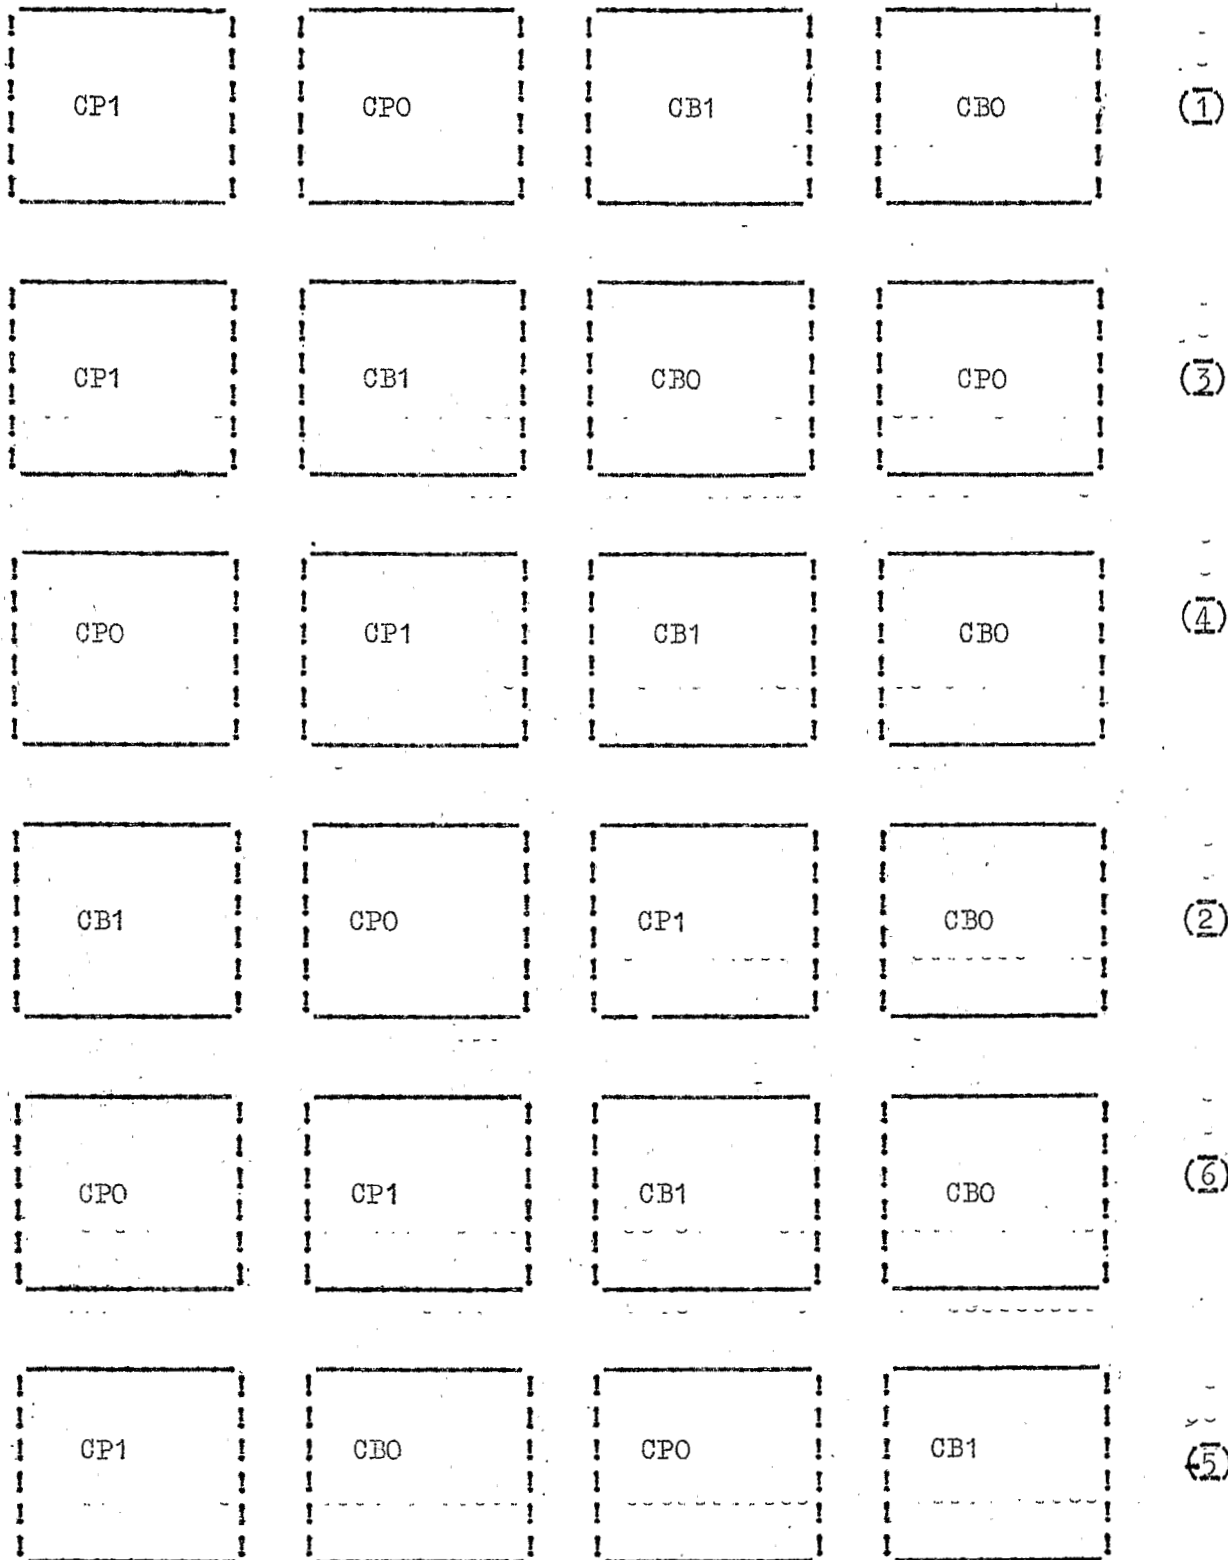 CP1 CP0 CB1 CB0 (1)
CP1 CB1 CB0 CP0 (3)
CP0 CP1 CB1 CB0 (4)
CB1 CP0 CP1 CB0 (2)
CP0 CP1 CB1 CB0 (6)
CP1 CB0 CP0 CB1 (5)